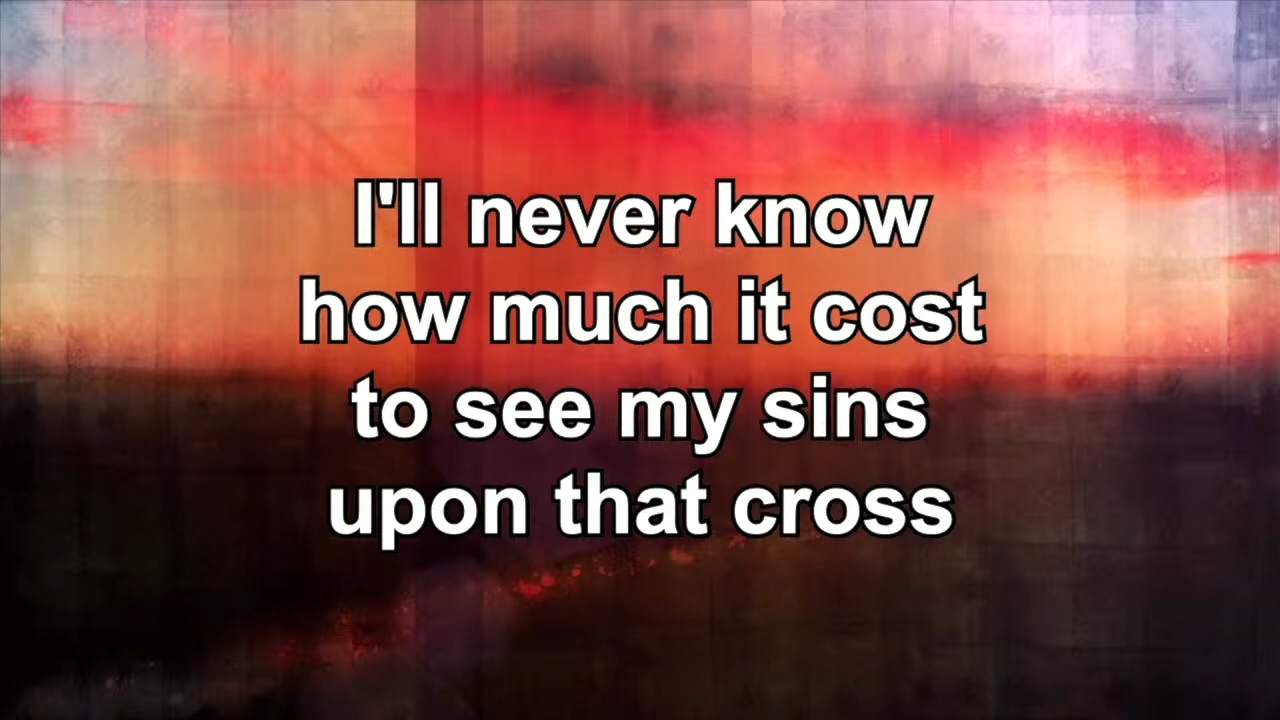 I'll never know
how much it cost
to see my sins
upon that cross